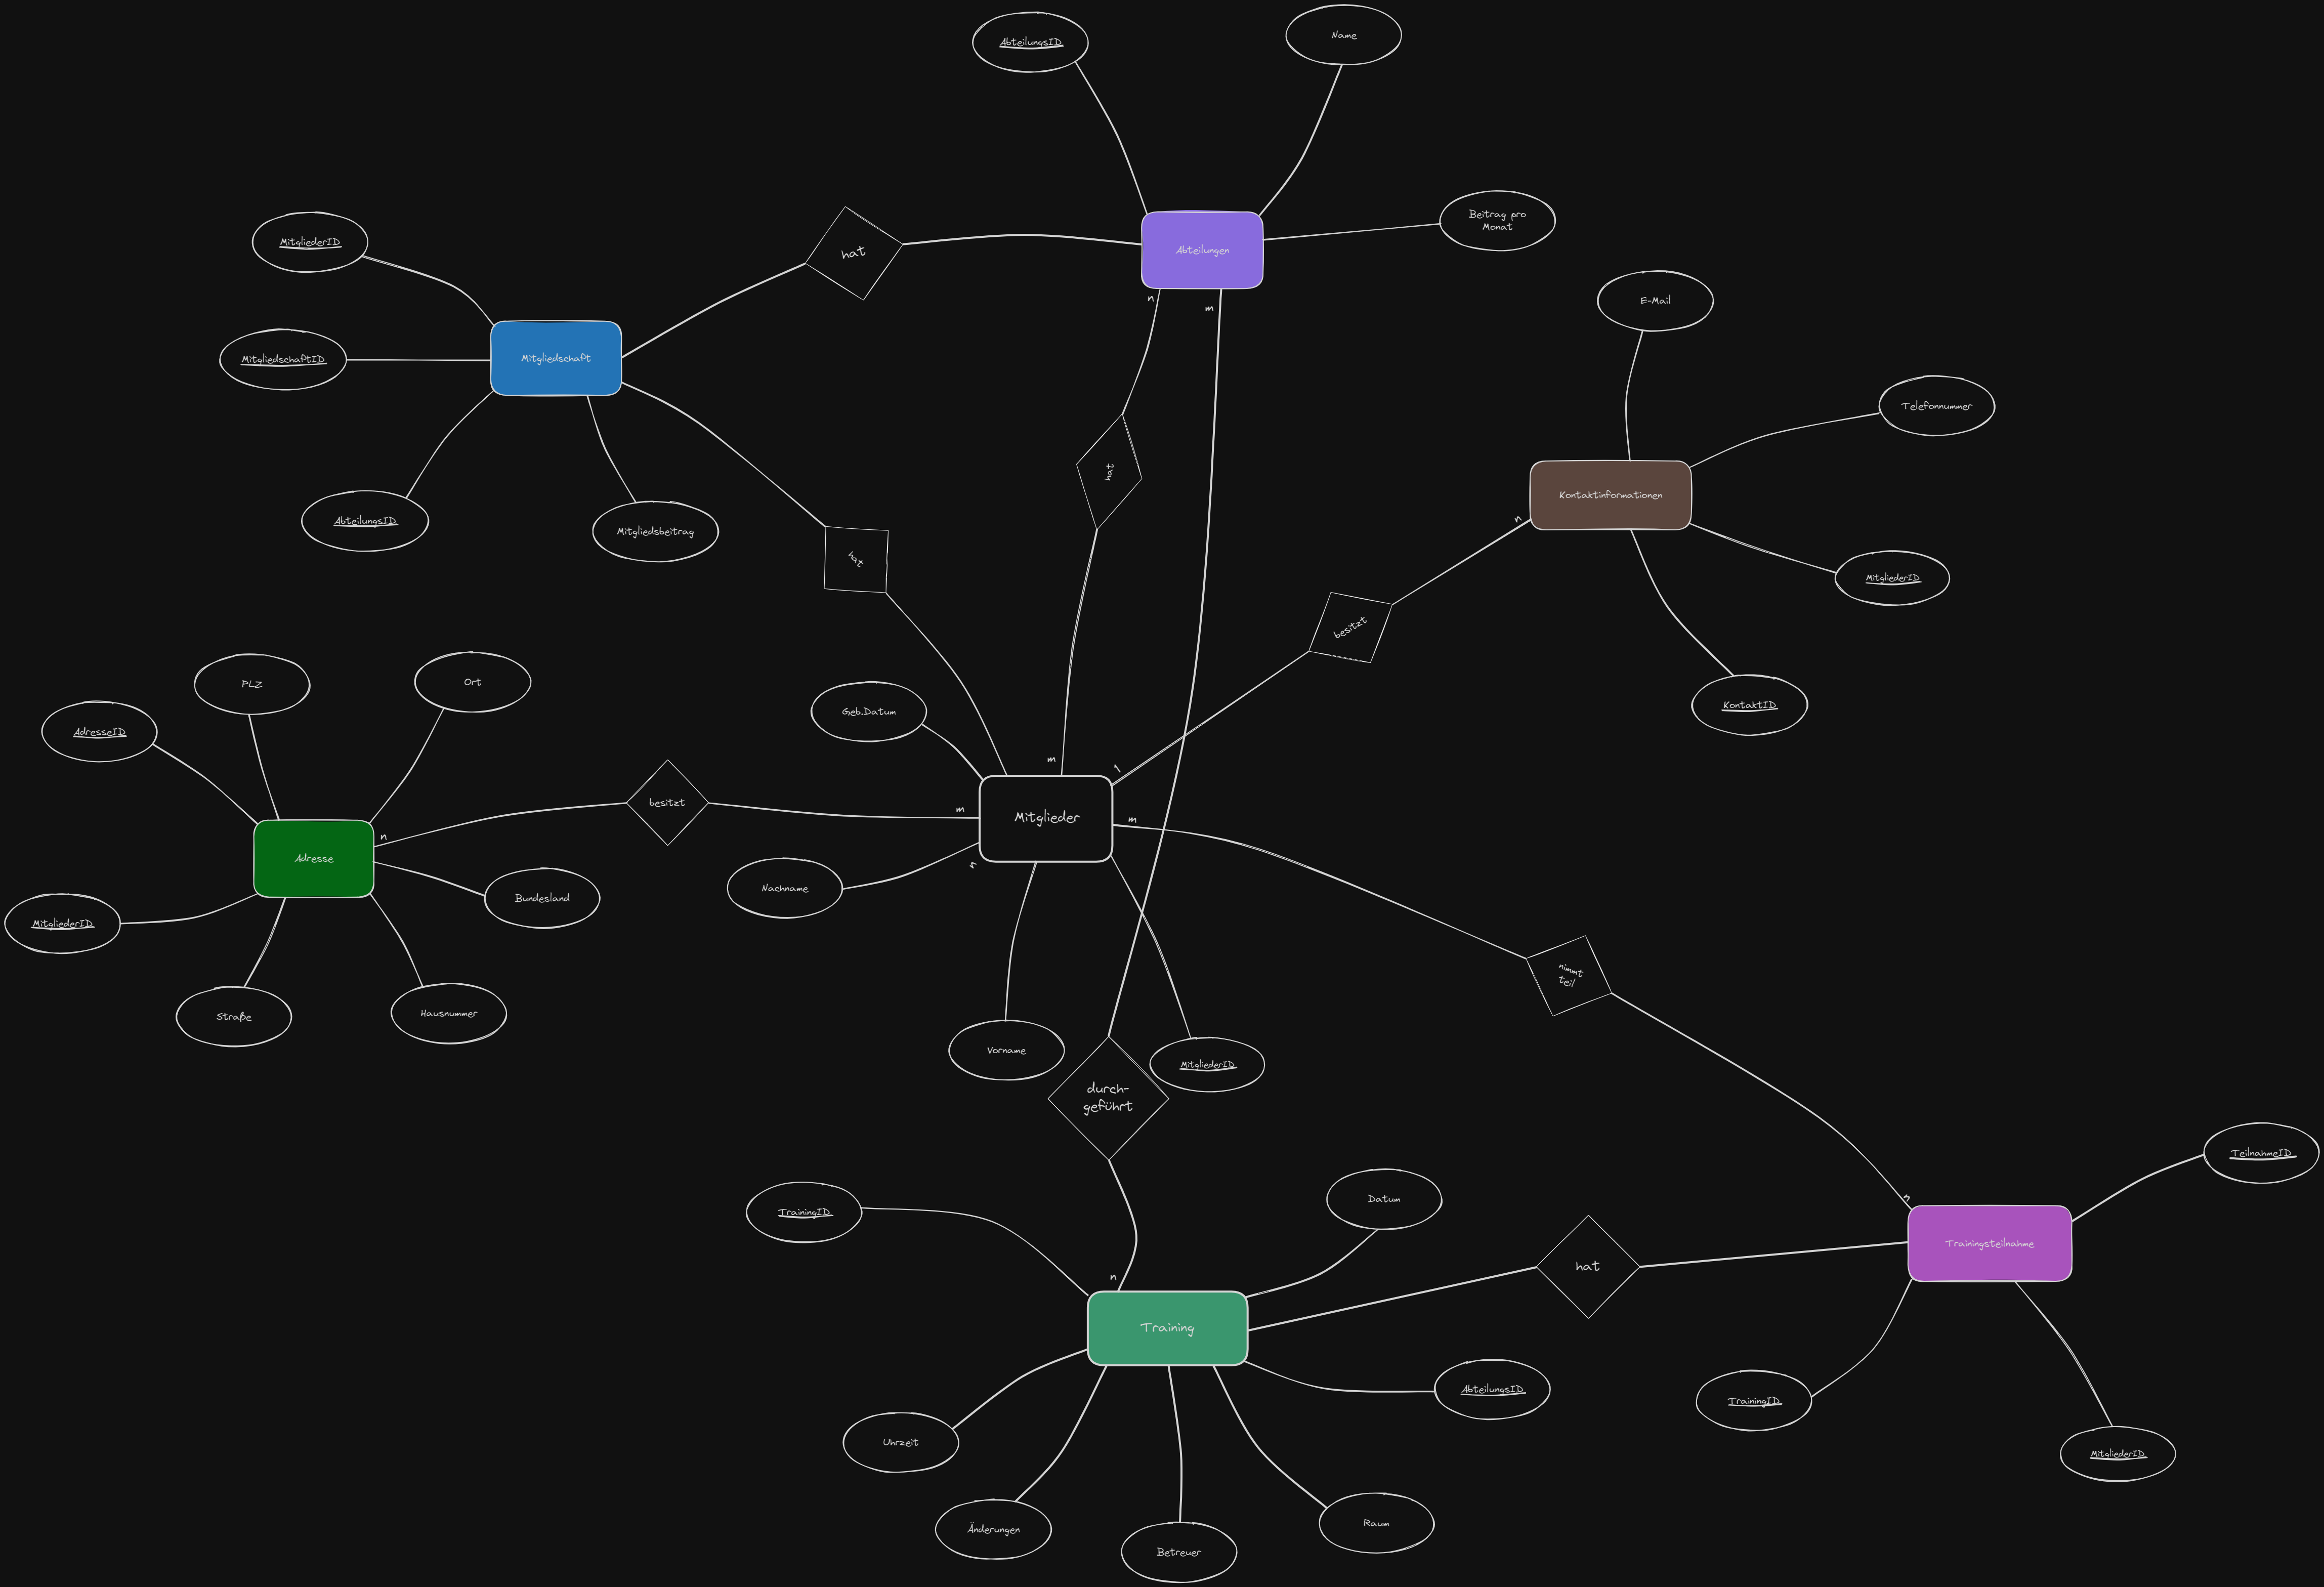 AbteilungsID
Name
Beitrag pro
Monat
Abteilungen
hat
MitgliederID
MitgliedschaftID
Mitgliedschaft
AbteilungsID
Mitgliedsbeitrag
n
m
E-Mail
Telefonnummer
Kontaktinformationen
n
MitgliederID
KontaktID
hat
hat
besitzt
PLZ
Ort
AdresseID
Adresse
n
besitzt
Bundesland
MitgliederID
Straße
Hausnummer
Geb.Datum
m
1
m
Mitglieder
m
n
Nachname
Vorname
MitgliederID
nimmt
teil
durch-
geführt
TrainingID
Datum
n
Training
hat
n
Trainingsteilnahme
TeilnahmeID
AbteilungsID
TrainingID
MitgliederID
Uhrzeit
Änderungen
Betreuer
Raum